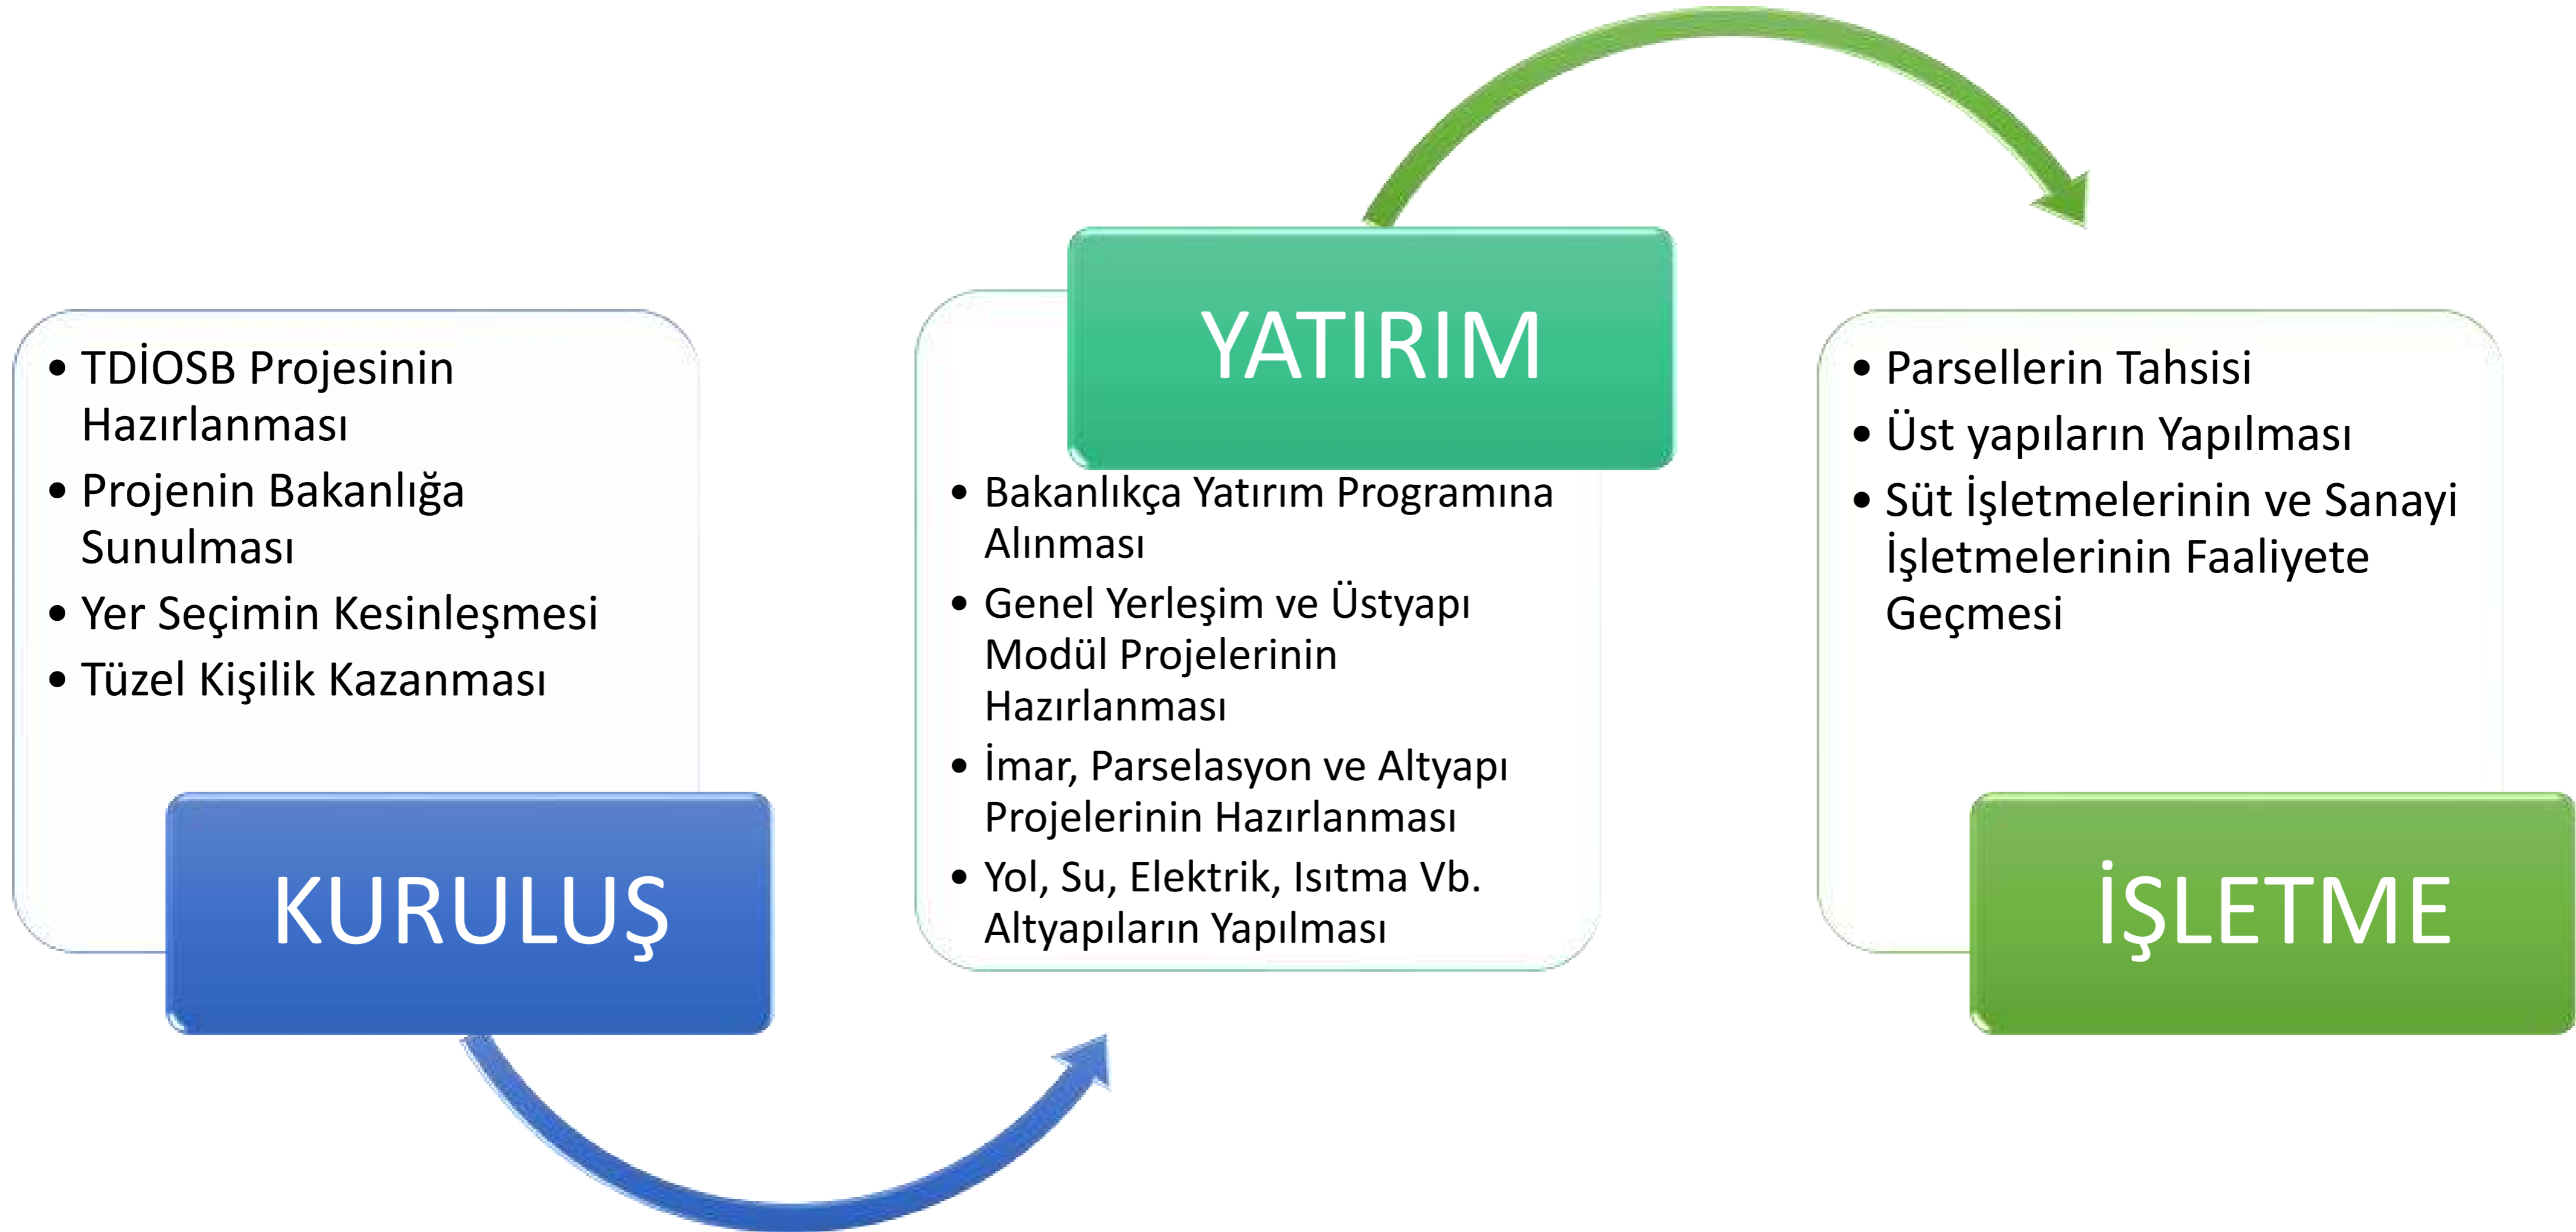 • TDİOSB Projesinin
Hazırlanması
• Projenin Bakanlığa
Sunulması
• Yer Seçimin Kesinleşmesi
• Tüzel Kişilik Kazanması
KURULUŞ
YATIRIM
• Bakanlıkça Yatırım Programına
Alınması
• Genel Yerleşim ve Üstyapı
Modül Projelerinin
Hazırlanması
• İmar, Parselasyon ve Altyapı
Projelerinin Hazırlanması
• Yol, Su, Elektrik, Isıtma Vb.
Altyapıların Yapılması
• Parsellerin Tahsisi
• Üst yapıların Yapılması
• Süt İşletmelerinin ve Sanayi
İşletmelerinin Faaliyete
Geçmesi
İŞLETME